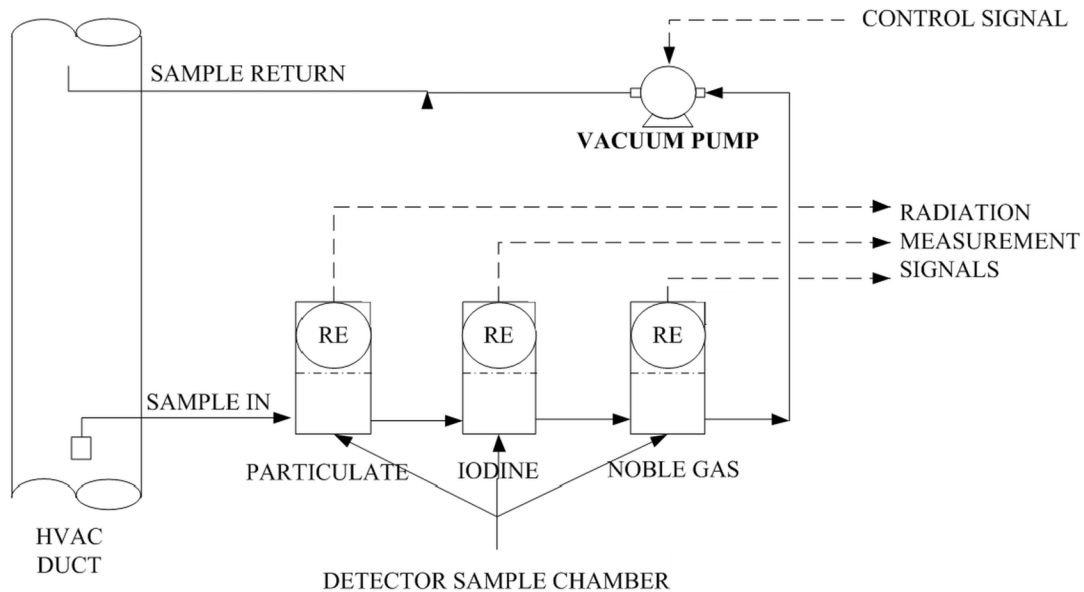 CONTROL SIGNAL
SAMPLE RETURN
VACUUM PUMP
RADIATION
MEASUREMENT
SIGNALS
RE RE RE
SAMPLE IN
PARTICULATE IODINE NOBLE GAS
HVAC
DUCT
DETECTOR SAMPLE CHAMBER